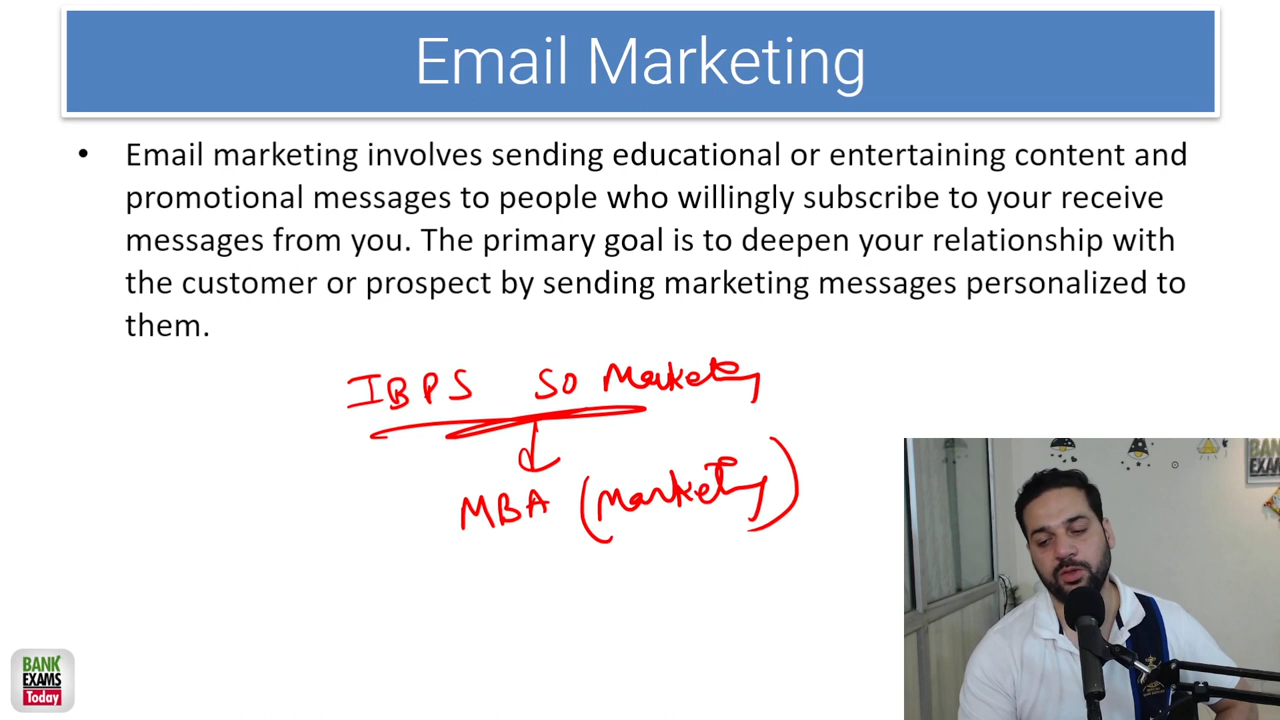 Email Marketing
• Email marketing involves sending educational or entertaining content and
promotional messages to people who willingly subscribe to your receive
messages from you. The primary goal is to deepen your relationship with
the customer or prospect by sending marketing messages personalized to
them.
IBPS SO Marketing
MBA (Marketing)
BANK
EXAMS
Today
BANK
EXAM